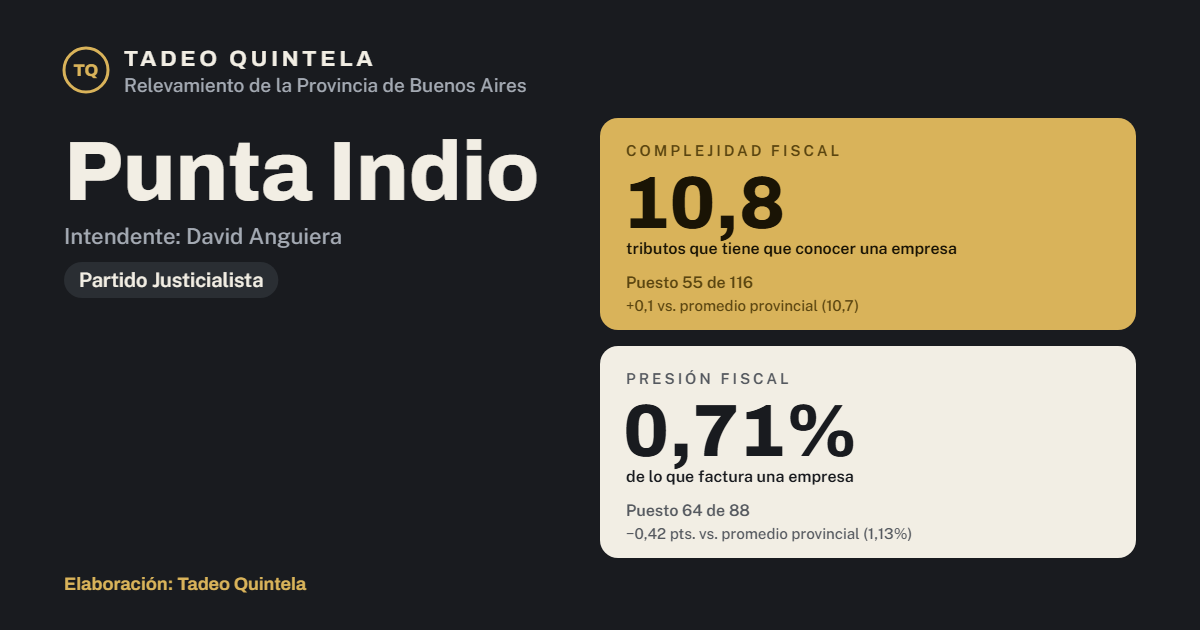 TQ
TADEO QUINTELA
Relevamiento de la Provincia de Buenos Aires
Punta Indio
Intendente: David Anguiera
Partido Justicialista
COMPLEJIDAD FISCAL
10,8
tributos que tiene que conocer una empresa
Puesto 55 de 116
+0,1 vs. promedio provincial (10,7)
PRESIÓN FISCAL
0,71%
de lo que factura una empresa
Puesto 64 de 88
−0,42 pts. vs. promedio provincial (1,13%)
Elaboración: Tadeo Quintela